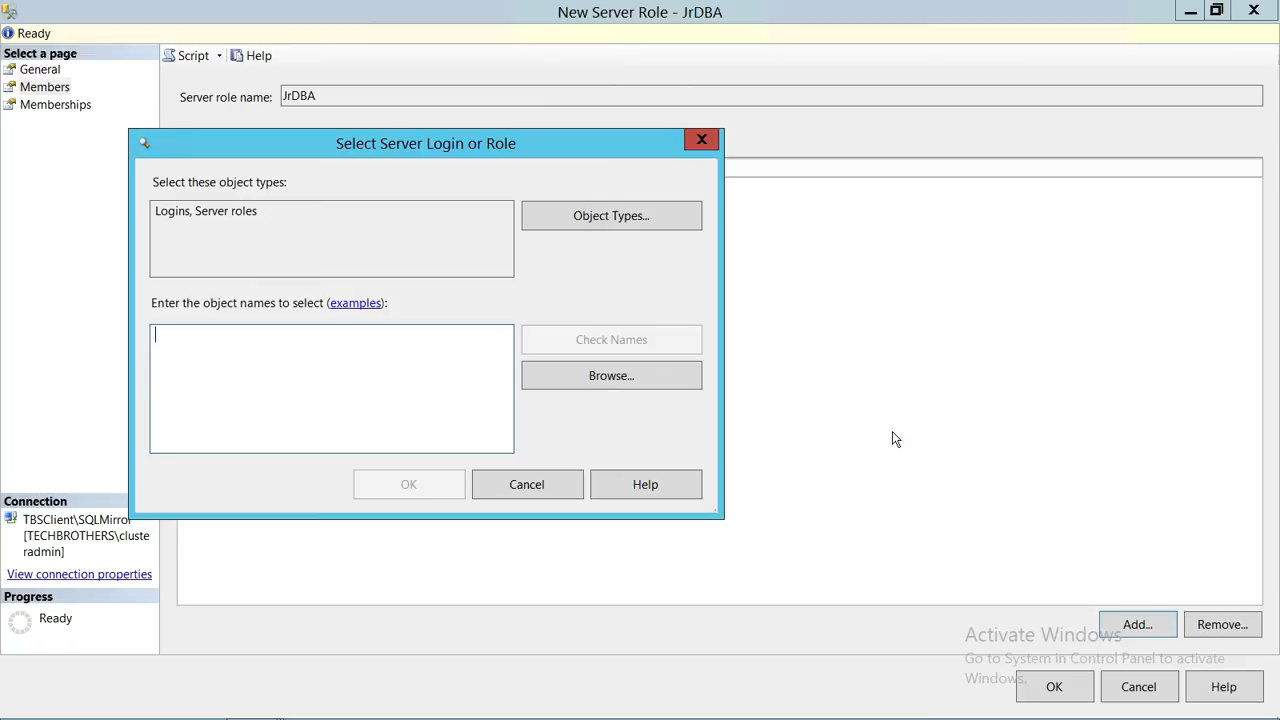 New Server Role - JrDBA
Ready
Select a page
General
Members
Memberships
Script
Help
Server role name:
JrDBA
Select Server Login or Role
Select these object types:
Logins, Server roles
Object Types...
Enter the object names to select (examples):
Check Names
Browse...
OK
Cancel
Help
Connection
TBSClient\SQLMirror
[TECHBROTHERS\cluste
radmin]
View connection properties
Progress
Ready
Add...
Remove...
Activate Windows
Go to System in Control Panel to activate
Windows.
OK
Cancel
Help